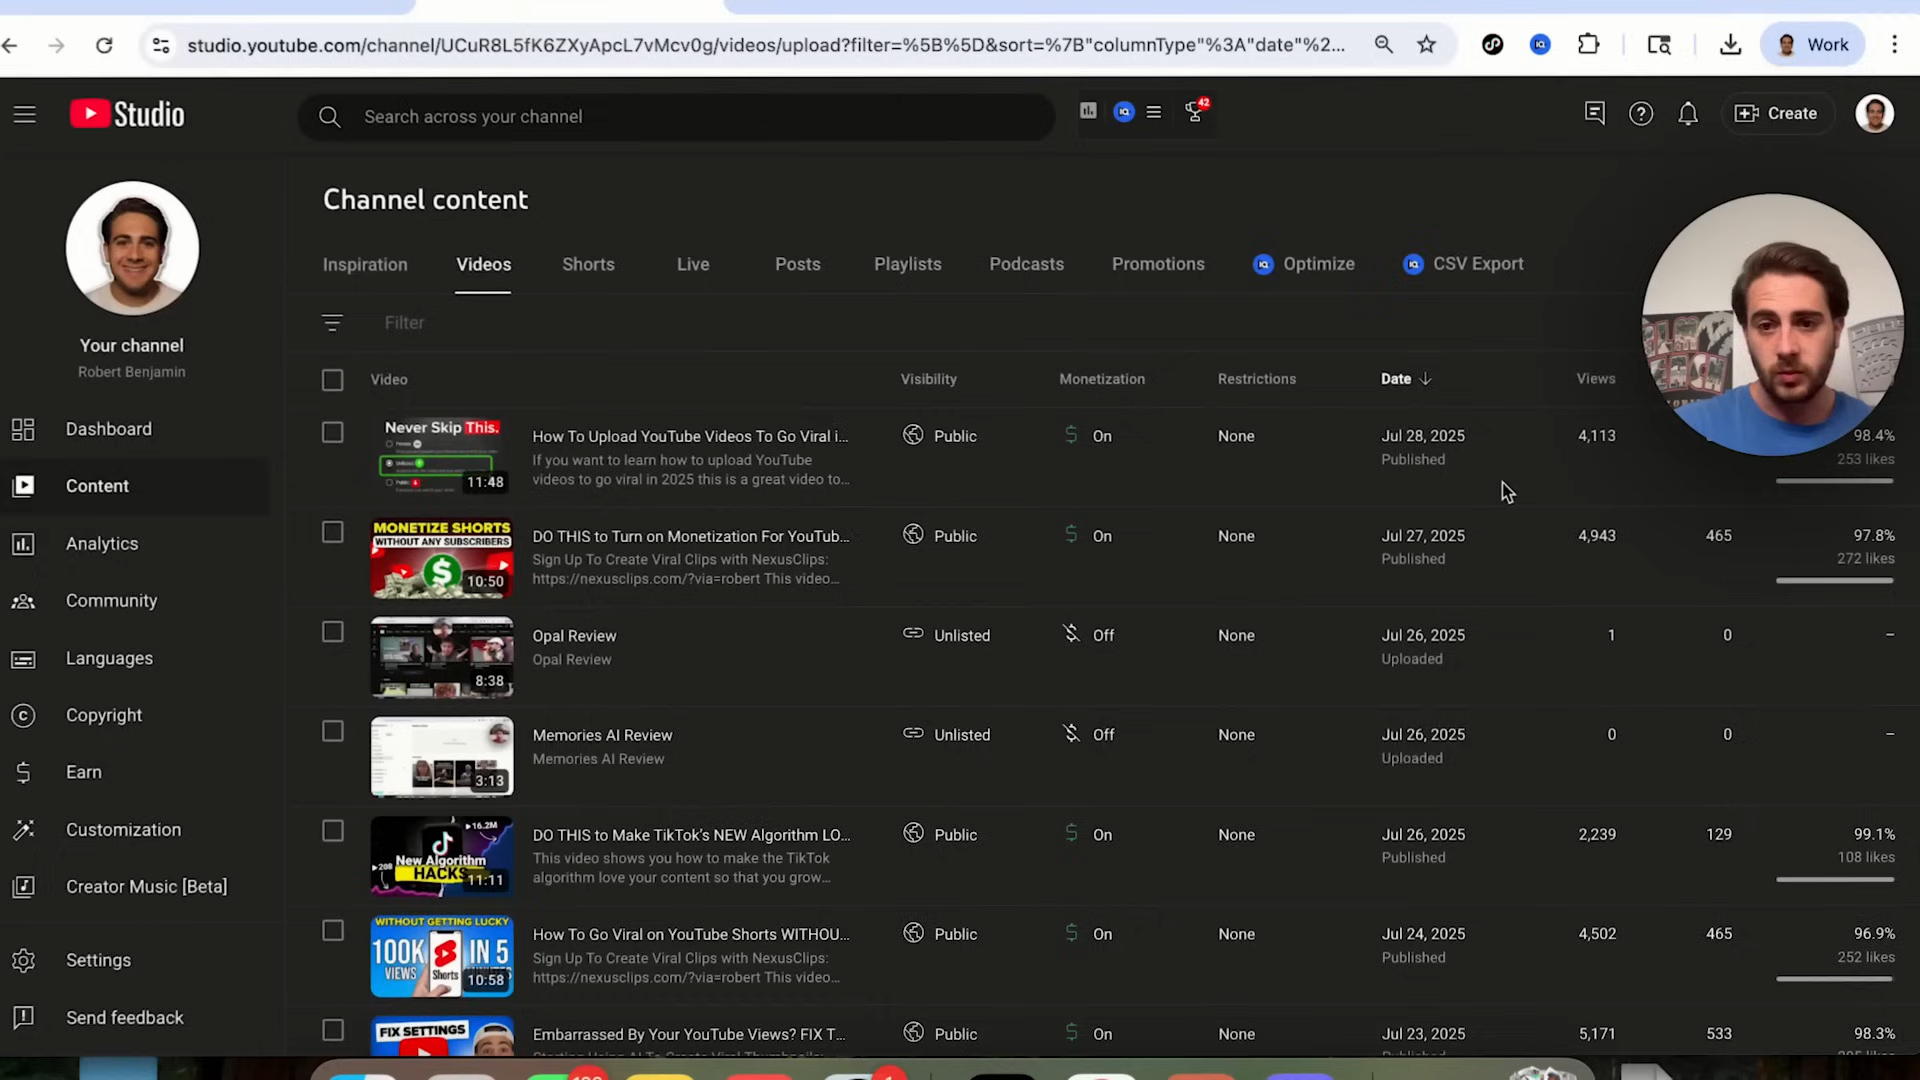 studio.youtube.com/channel/UCuR8L5fK6ZXyApcL7vMcv0g/videos/upload?filter=%5B%5D&sort=%7B"columnType"%3A"date"%2...
Work
Studio
Search across your channel
42
Create
Channel content
Inspiration Videos Shorts Live Posts Playlists Podcasts Promotions Optimize CSV Export
Filter
Your channel
Robert Benjamin
Dashboard
Content
Analytics
Community
Languages
Copyright
Earn
Customization
Creator Music [Beta]
Settings
Send feedback
Video Visibility Monetization Restrictions Date Views
Never Skip This.
11:48
How To Upload YouTube Videos To Go Viral i...
If you want to learn how to upload YouTube
videos to go viral in 2025 this is a great video to...
Public On None Jul 28, 2025 4,113 98.4%
Published 253 likes
MONETIZE SHORTS
WITHOUT ANY SUBSCRIBERS
10:50
DO THIS to Turn on Monetization For YouTub...
Sign Up To Create Viral Clips with NexusClips:
https://nexusclips.com/?via=robert This video...
Public On None Jul 27, 2025 4,943 465 97.8%
Published 272 likes
8:38
Opal Review
Opal Review
Unlisted Off None Jul 26, 2025 1 0 –
Uploaded
3:13
Memories AI Review
Memories AI Review
Unlisted Off None Jul 26, 2025 0 0 –
Uploaded
16.2M
208
New Algorithm
HACKS
11:11
DO THIS to Make TikTok's NEW Algorithm LO...
This video shows you how to make the TikTok
algorithm love your content so that you grow...
Public On None Jul 26, 2025 2,239 129 99.1%
Published 108 likes
WITHOUT GETTING LUCKY
100K IN 5
VIEWS
Shorts
10:58
How To Go Viral on YouTube Shorts WITHOU...
Sign Up To Create Viral Clips with NexusClips:
https://nexusclips.com/?via=robert This video...
Public On None Jul 24, 2025 4,502 465 96.9%
Published 252 likes
FIX SETTINGS
Embarrassed By Your YouTube Views? FIX T...
Public On None Jul 23, 2025 5,171 533 98.3%